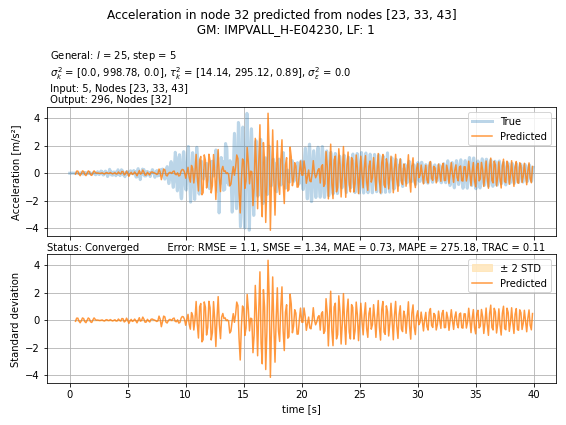 Acceleration in node 32 predicted from nodes [23, 33, 43]
GM: IMPVALL_H-E04230, LF: 1
General: l = 25, step = 5
σ²ₖ = [0.0, 998.78, 0.0], τ²ₖ = [14.14, 295.12, 0.89], σ²ε = 0.0
Input: 5, Nodes [23, 33, 43]
Output: 296, Nodes [32]
Acceleration [m/s²]
4
2
0
−2
−4
True
Predicted
Status: Converged Error: RMSE = 1.1, SMSE = 1.34, MAE = 0.73, MAPE = 275.18, TRAC = 0.11
Standard deviation
4
2
0
−2
−4
± 2 STD
Predicted
0 5 10 15 20 25 30 35 40
time [s]